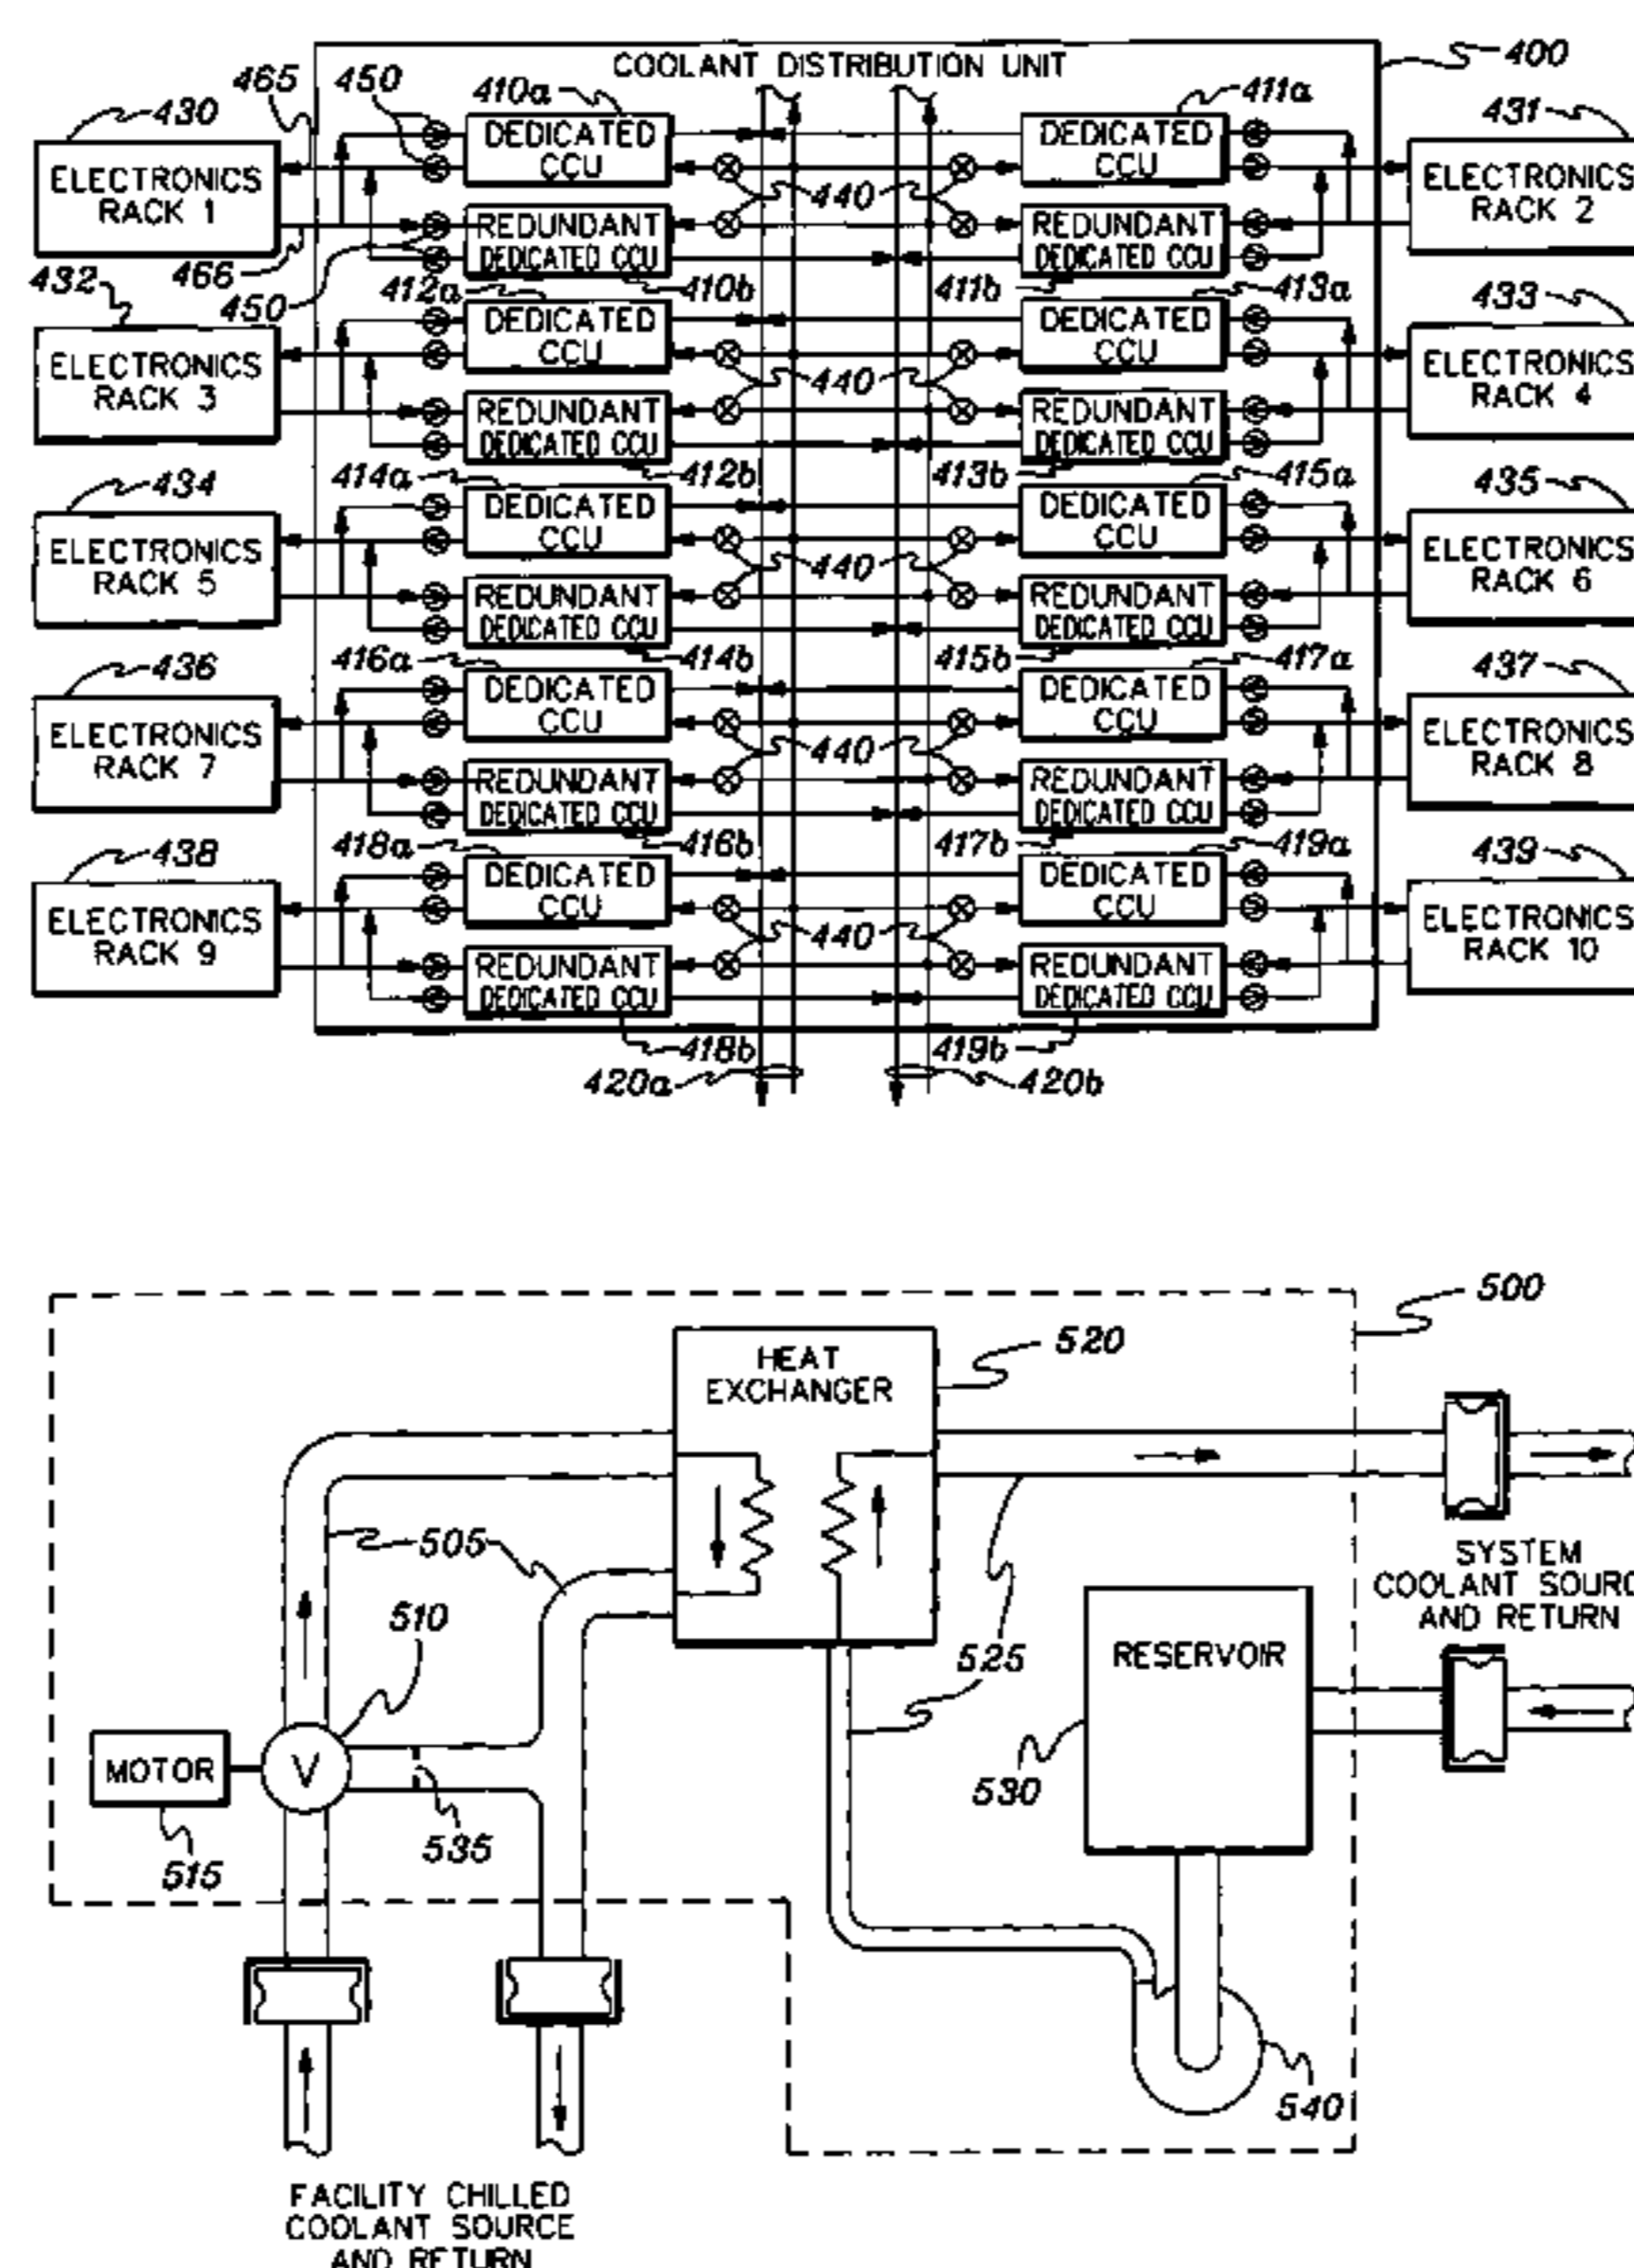 COOLANT DISTRIBUTION UNIT
400
465
450
410a
411a
430
431
ELECTRONICS
RACK 1
DEDICATED
CCU
DEDICATED
CCU
ELECTRONICS
RACK 2
440
REDUNDANT
DEDICATED CCU
REDUNDANT
DEDICATED CCU
466
450
432
412a
410b
411b
413a
433
ELECTRONICS
RACK 3
DEDICATED
CCU
DEDICATED
CCU
ELECTRONICS
RACK 4
440
REDUNDANT
DEDICATED CCU
REDUNDANT
DEDICATED CCU
434
414a
412b
413b
415a
435
ELECTRONICS
RACK 5
DEDICATED
CCU
DEDICATED
CCU
ELECTRONICS
RACK 6
440
REDUNDANT
DEDICATED CCU
REDUNDANT
DEDICATED CCU
436
416a
414b
415b
417a
437
ELECTRONICS
RACK 7
DEDICATED
CCU
DEDICATED
CCU
ELECTRONICS
RACK 8
440
REDUNDANT
DEDICATED CCU
REDUNDANT
DEDICATED CCU
438
418a
416b
417b
419a
439
ELECTRONICS
RACK 9
DEDICATED
CCU
DEDICATED
CCU
ELECTRONICS
RACK 10
440
REDUNDANT
DEDICATED CCU
REDUNDANT
DEDICATED CCU
418b
419b
420a
420b
500
520
HEAT
EXCHANGER
505
510
525
SYSTEM
COOLANT SOURC
AND RETURN
RESERVOIR
MOTOR
V
530
535
515
540
FACILITY CHILLED
COOLANT SOURCE
AND RETURN